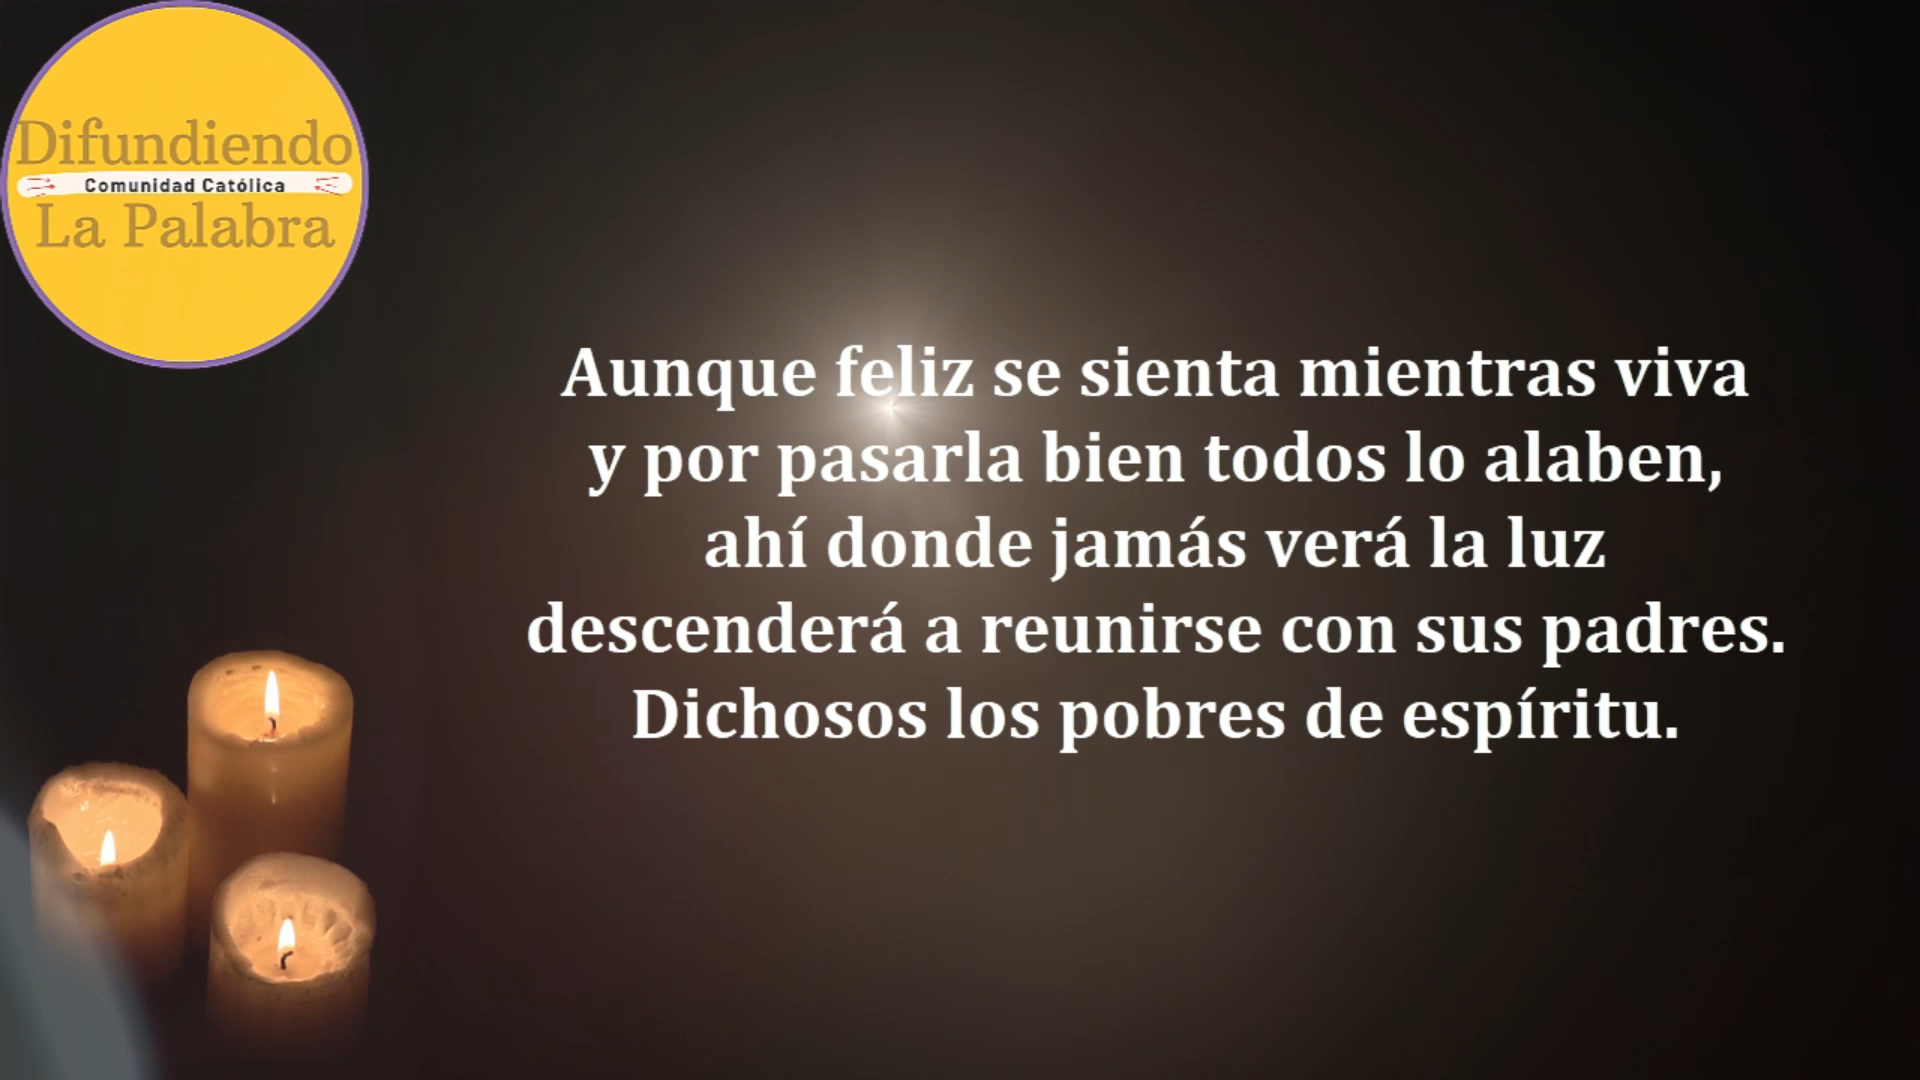 Difundiendo
Comunidad Católica
La Palabra
Aunque feliz se sienta mientras viva
y por pasarla bien todos lo alaben,
ahí donde jamás verá la luz
descenderá a reunirse con sus padres.
Dichosos los pobres de espíritu.